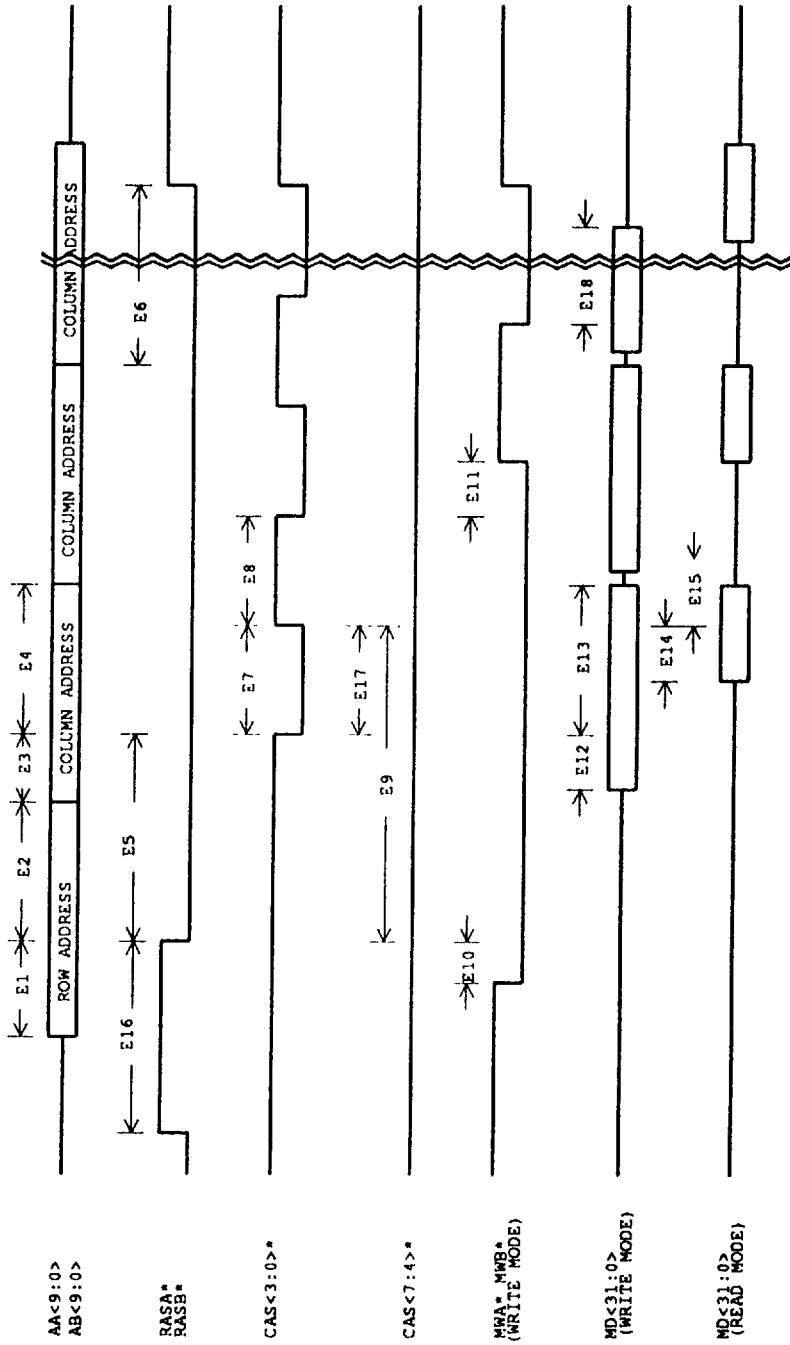 AA<9:0>
AB<9:0>
ROW ADDRESS
COLUMN ADDRESS
COLUMN ADDRESS
COLUMN ADDRESS
E1
E2
E3
E4
RASA*
RASB*
E16
E5
E6
CAS<3:0>*
E7
E8
CAS<7:4>*
E17
E9
MWA* MWB*
(WRITE MODE)
E10
E11
MD<31:0>
(WRITE MODE)
E12
E13
E18
MD<31:0>
(READ MODE)
E14
E15